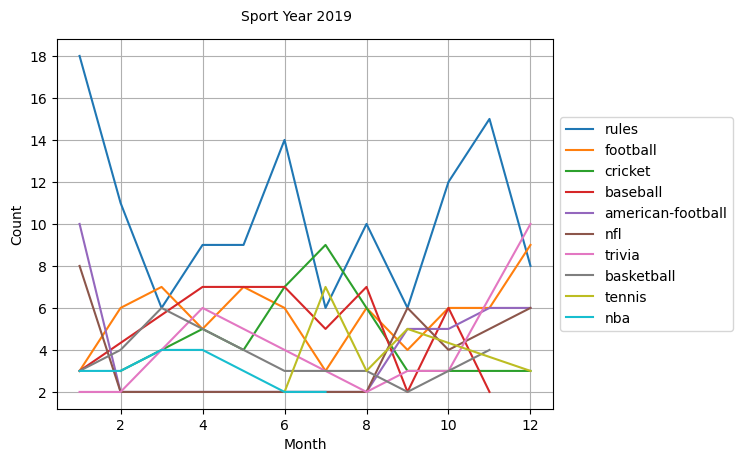 Sport Year 2019
18
16
14
12
10
8
6
4
2
Count
2 4 6 8 10 12
Month
rules
football
cricket
baseball
american-football
nfl
trivia
basketball
tennis
nba